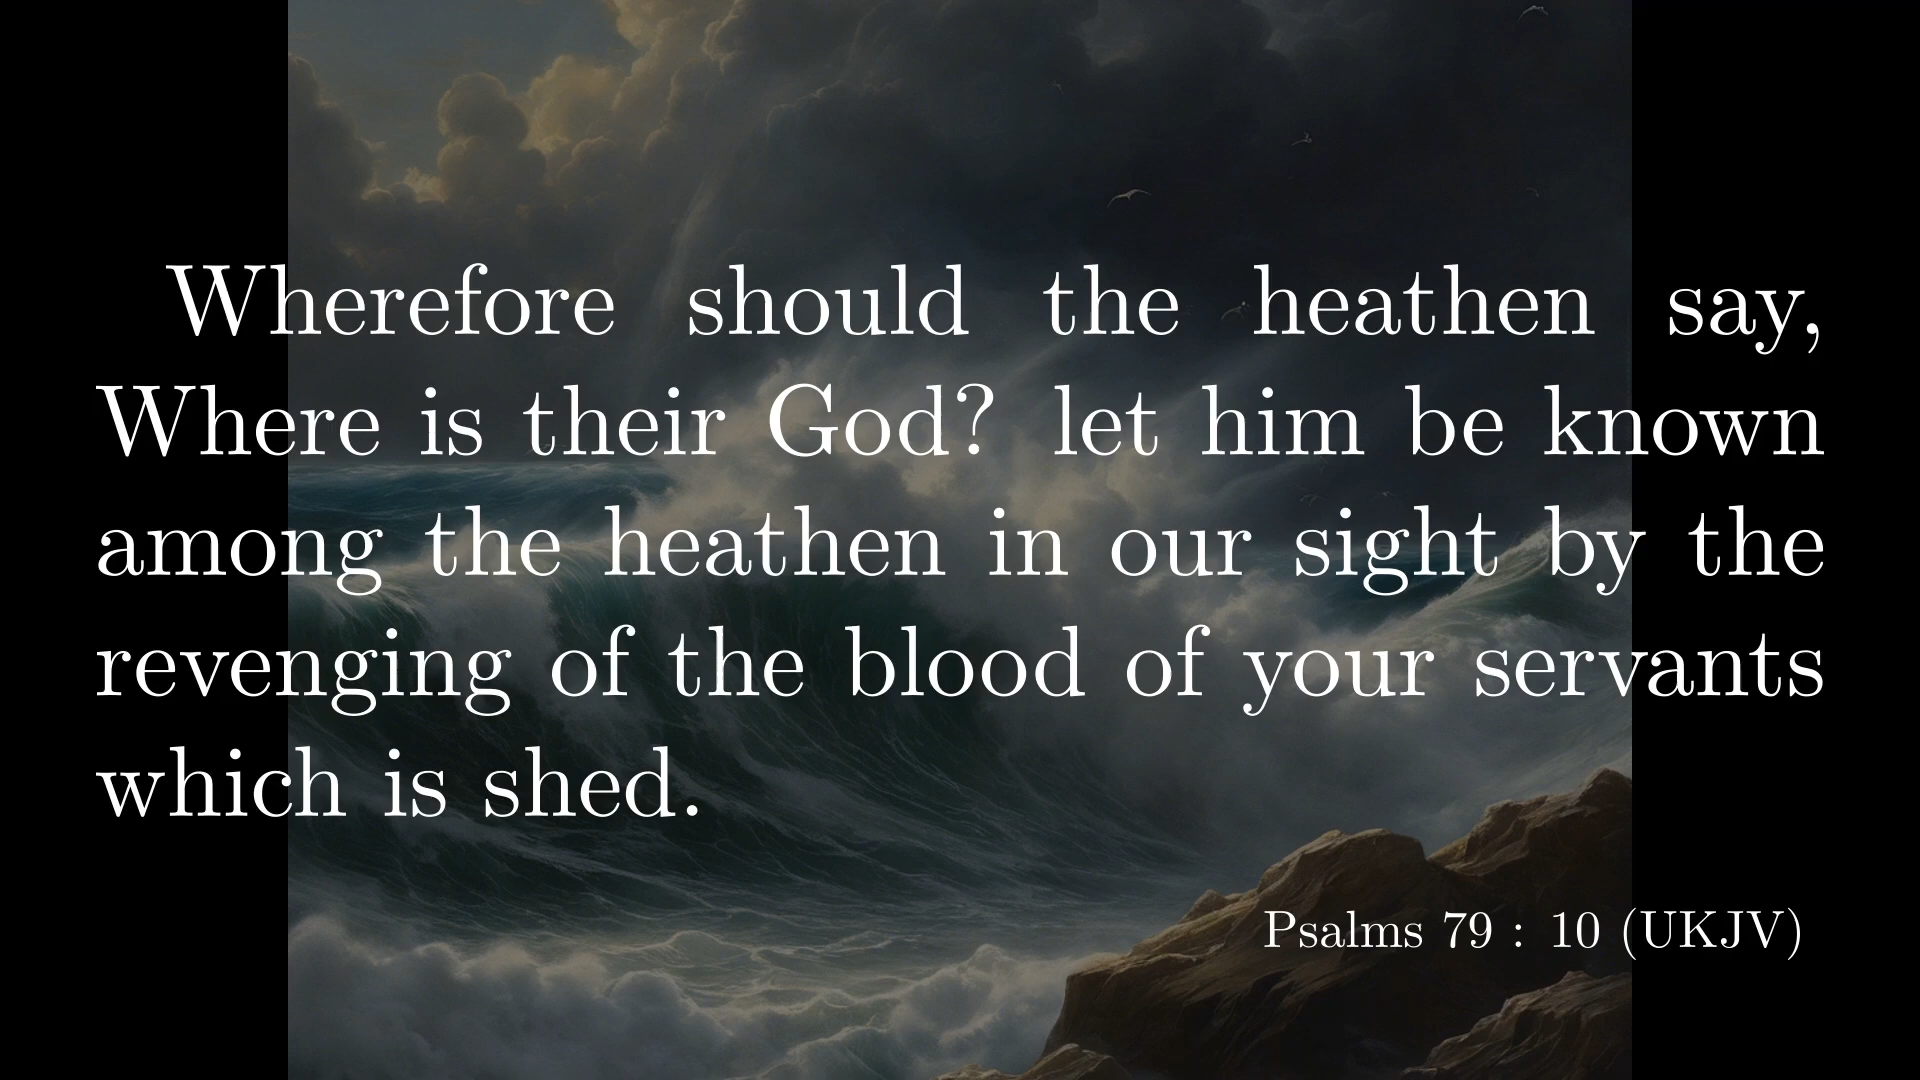 Wherefore should the heathen say,
Where is their God? let him be known
among the heathen in our sight by the
revenging of the blood of your servants
which is shed.
Psalms 79 : 10 (UKJV)